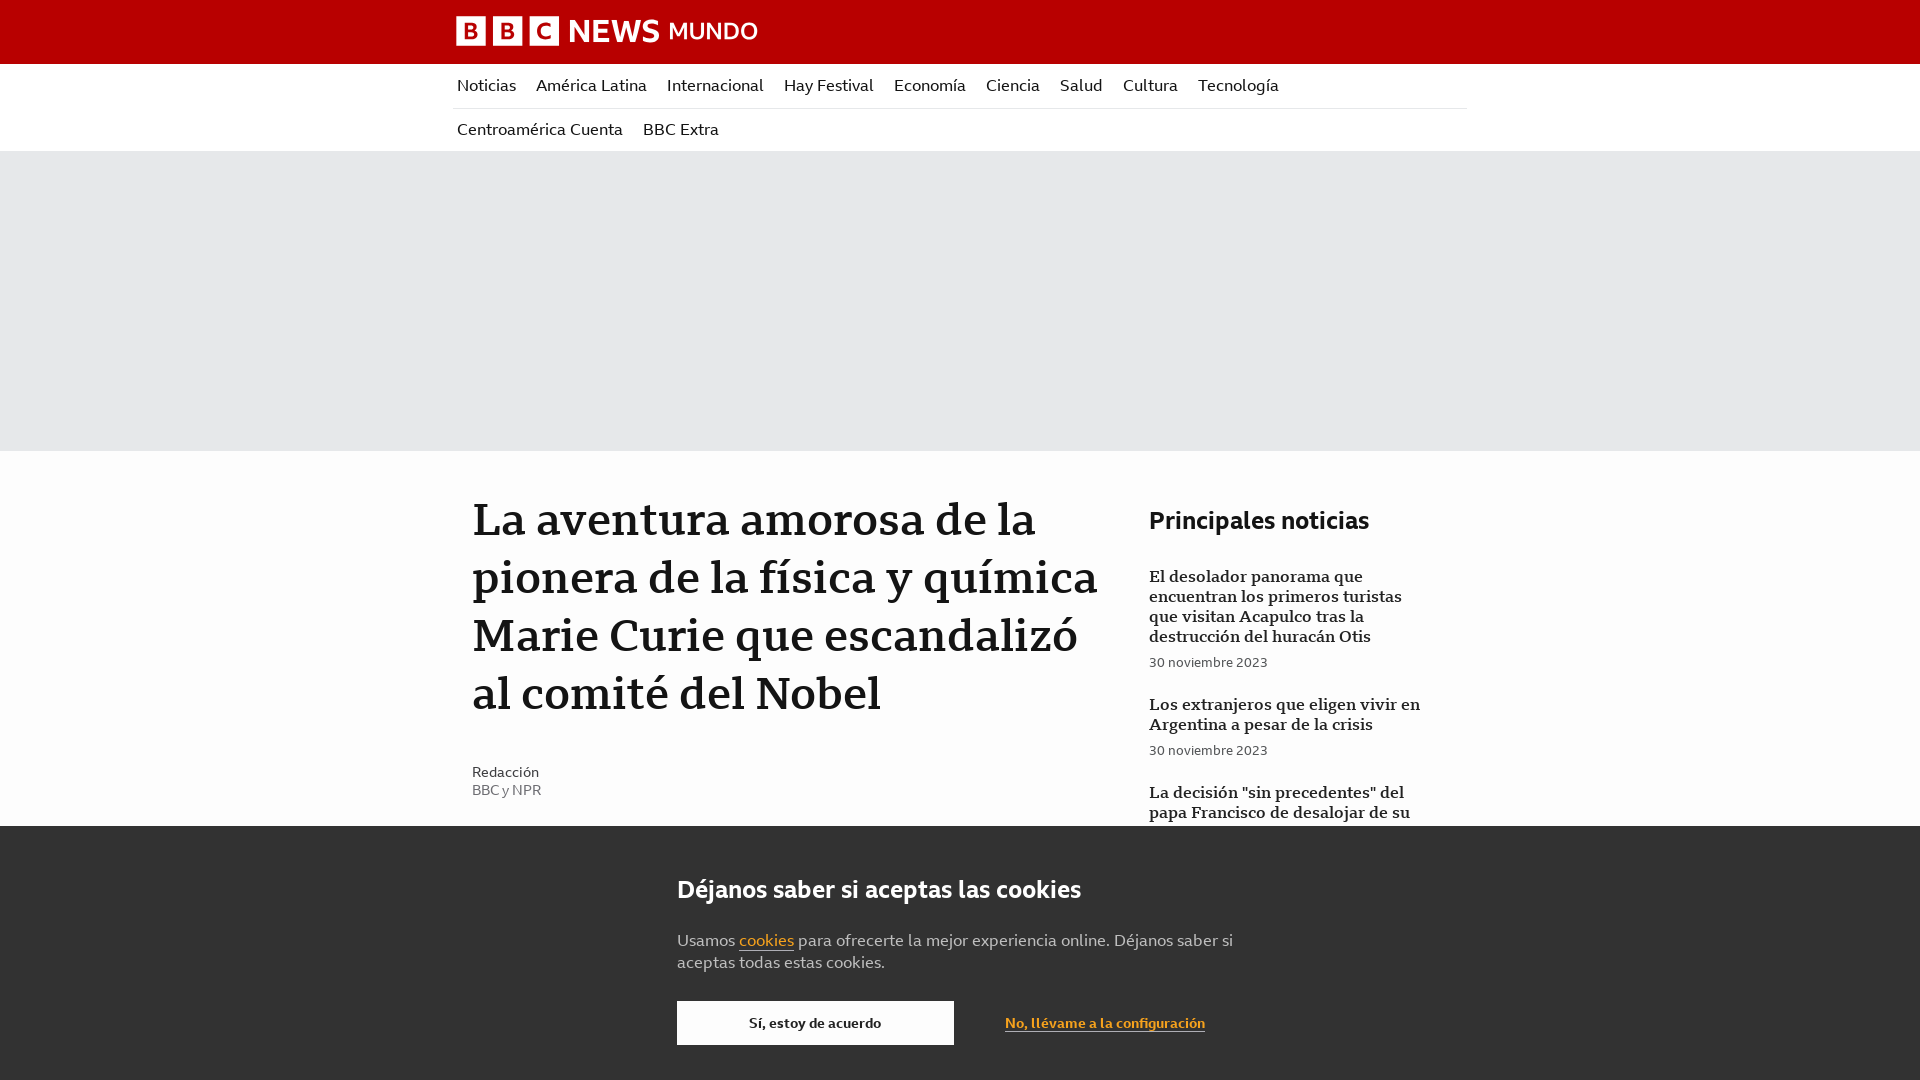 BBC NEWS MUNDO
Noticias América Latina Internacional Hay Festival Economía Ciencia Salud Cultura Tecnología
Centroamérica Cuenta BBC Extra
La aventura amorosa de la
pionera de la física y química
Marie Curie que escandalizó
al comité del Nobel
Redacción
BBC y NPR
Principales noticias
El desolador panorama que
encuentran los primeros turistas
que visitan Acapulco tras la
destrucción del huracán Otis
30 noviembre 2023
Los extranjeros que eligen vivir en
Argentina a pesar de la crisis
30 noviembre 2023
La decisión "sin precedentes" del
papa Francisco de desalojar de su
Déjanos saber si aceptas las cookies
Usamos cookies para ofrecerte la mejor experiencia online. Déjanos saber si
aceptas todas estas cookies.
Sí, estoy de acuerdo
No, llévame a la configuración